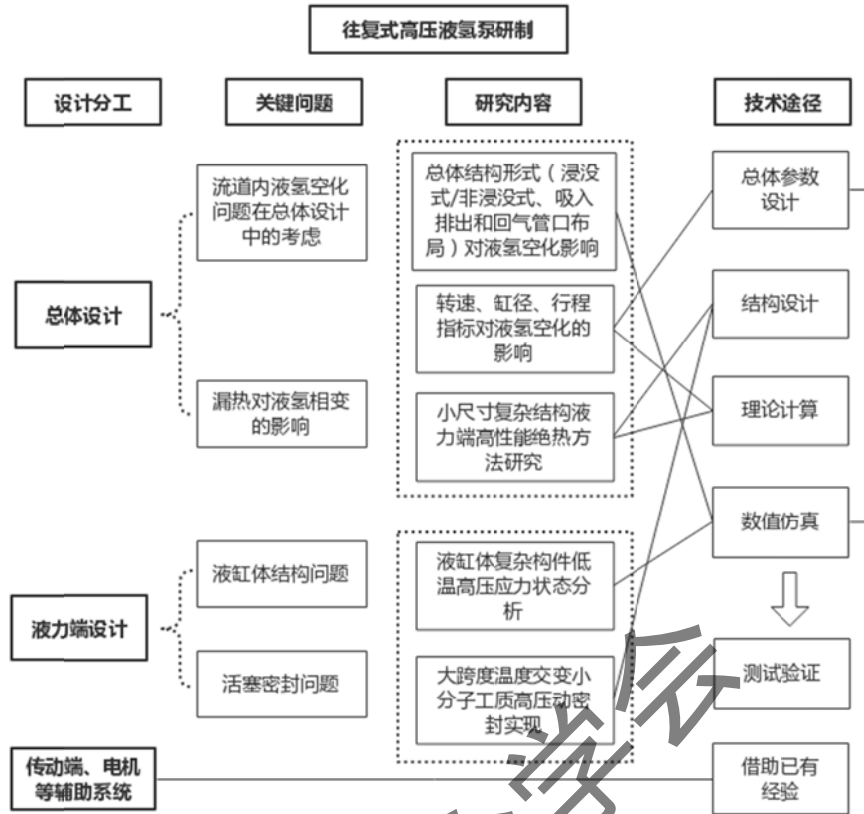 往复式高压液氢泵研制
设计分工
关键问题
研究内容
技术途径
流道内液氢空化
问题在总体设计
中的考虑
总体结构形式（浸没
式/非浸没式、吸入
排出和回气管口布
局）对液氢空化影响
总体参数
设计
总体设计
转速、缸径、行程
指标对液氢空化的
影响
结构设计
漏热对液氢相变
的影响
小尺寸复杂结构液
力端高性能绝热方
法研究
理论计算
数值仿真
液缸体结构问题
液缸体复杂构件低
温高压应力状态分
析
液力端设计
活塞密封问题
大跨度温度交变小
分子工质高压动密
封实现
测试验证
传动端、电机
等辅助系统
借助已有
经验
学会